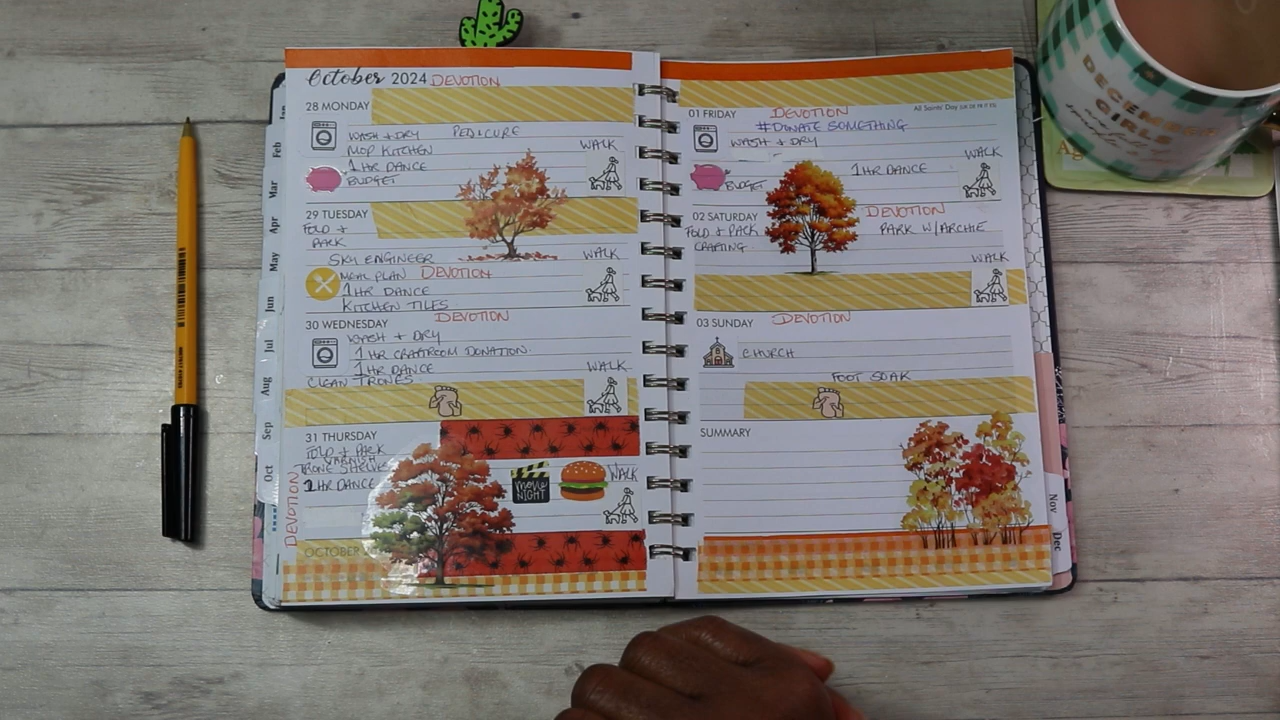 October 2024 DEVOTION
28 MONDAY
WASH + DRY PEDICURE
MOP KITCHEN WALK
1 HR DANCE
BUDGET
29 TUESDAY
FOLD +
PACK
SKY ENGINEER WALK
MEAL PLAN DEVOTION
1 HR DANCE
KITCHEN TILES
DEVOTION
30 WEDNESDAY
WASH + DRY
1 HR CRAFTROOM DONATION.
1 HR DANCE WALK
CLEAN TRONES
31 THURSDAY
FOLD + PACK
VARNISH
TRONE SHELVES
WALK
movie
NIGHT
1 HR DANCE
DEVOTION
OCTOBER
01 FRIDAY DEVOTION All Saints' Day
#DONATE SOMETHING
WASH + DRY
WALK
1 HR DANCE
BUDGET
02 SATURDAY DEVOTION
FOLD + PACK PARK W/ARCHIE
CRAFTING
WALK
03 SUNDAY DEVOTION
CHURCH
FOOT SOAK
SUMMARY
Feb
Mar
Apr
May
Jun
Jul
Aug
Sep
Oct
Nov
Dec
DECEMBER
GIRLS